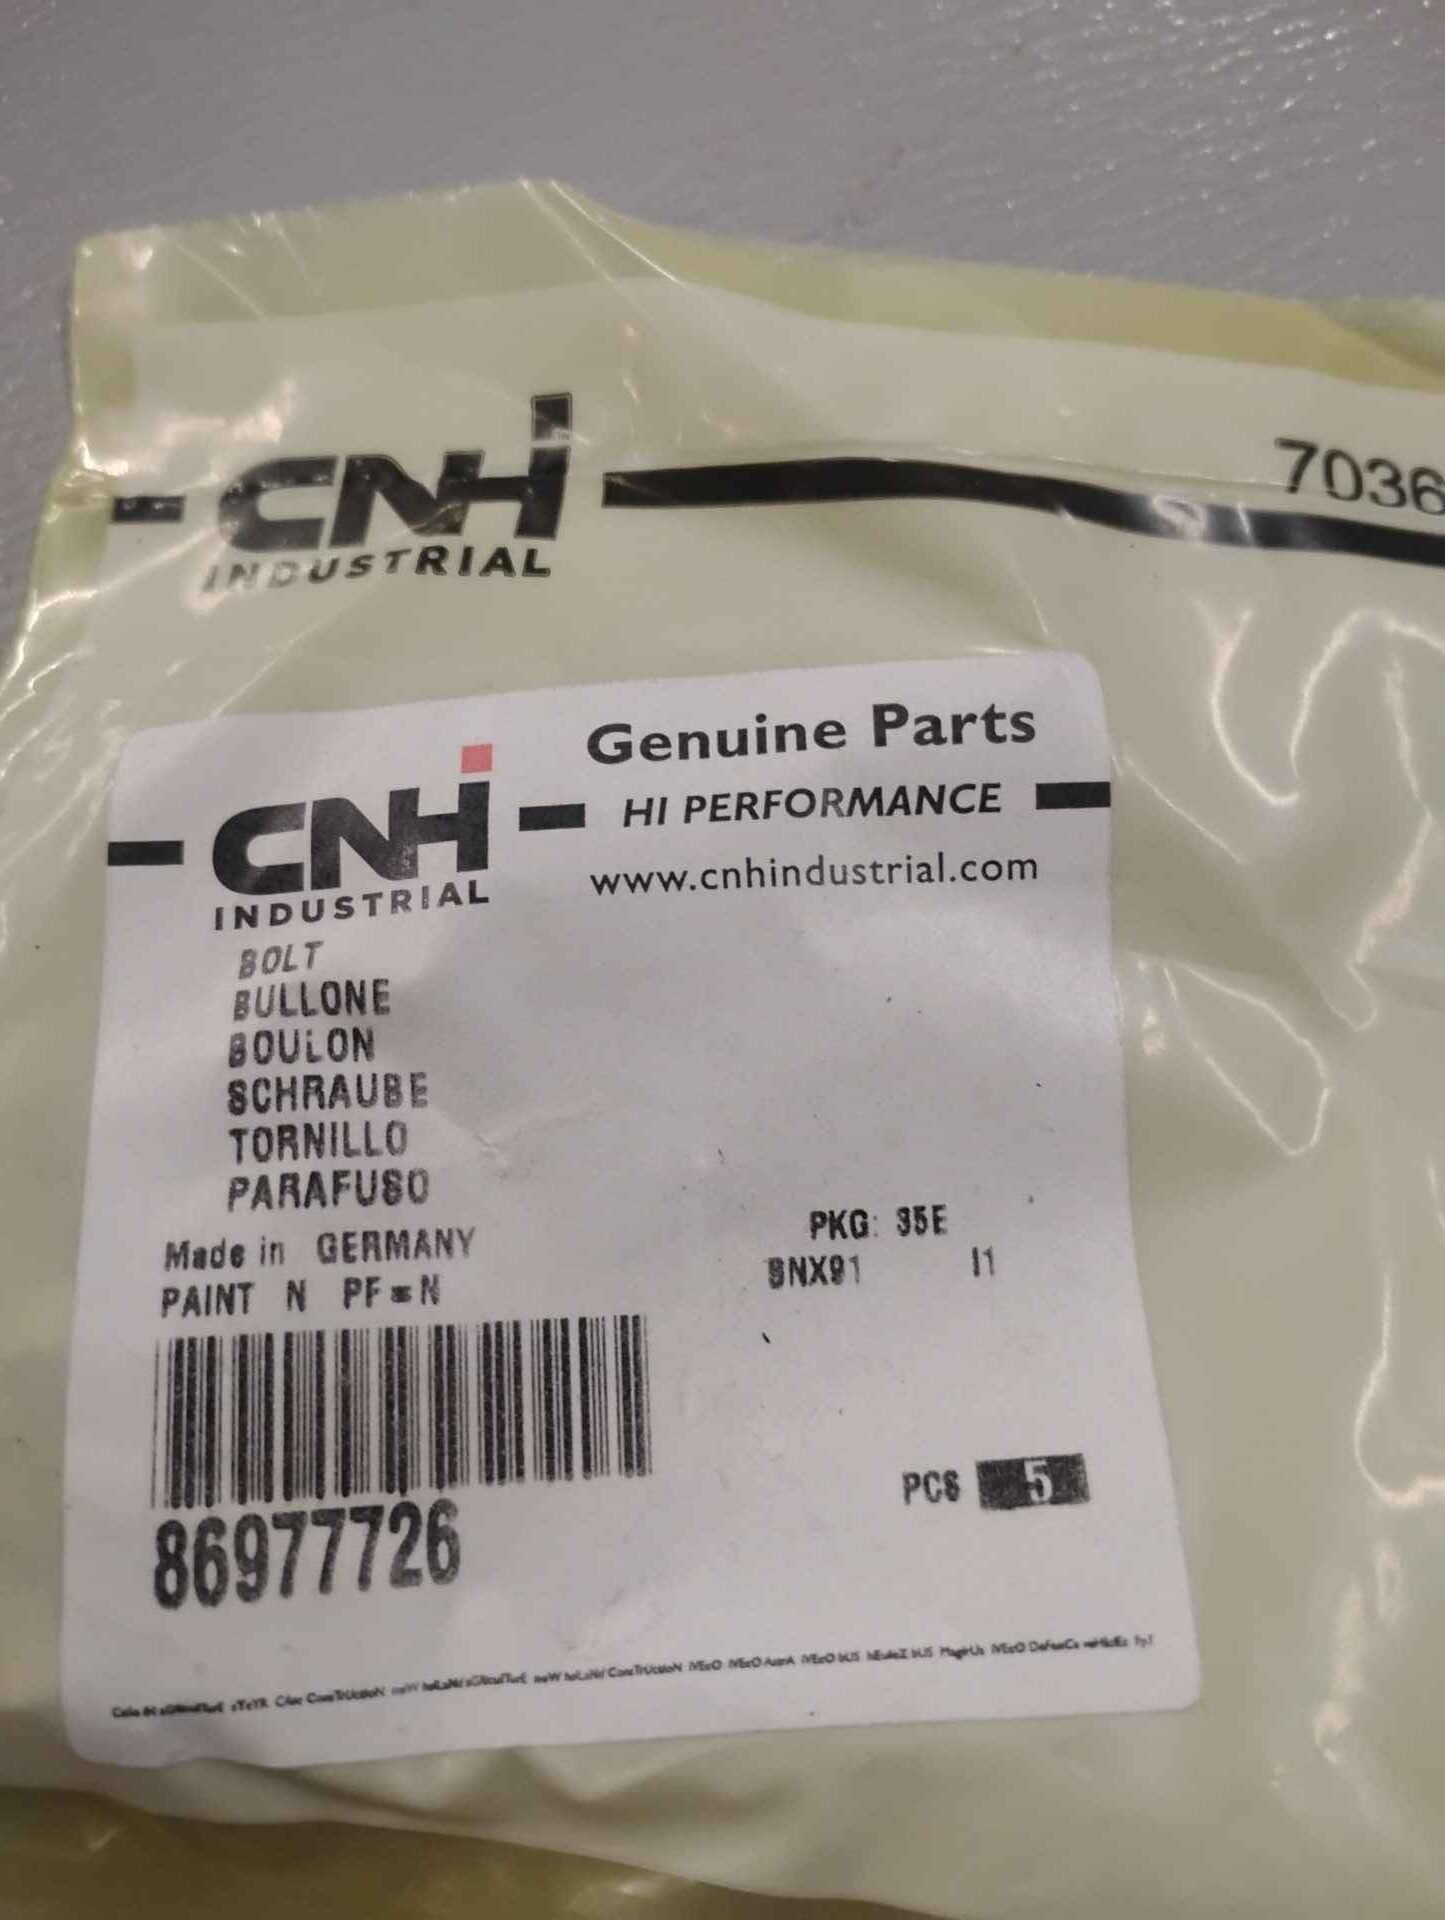 CNH
INDUSTRIAL
7036
Genuine Parts
CNH
HI PERFORMANCE
INDUSTRIAL
www.cnhindustrial.com
BOLT
BULLONE
BOULON
SCHRAUBE
TORNILLO
PARAFUSO
Made in GERMANY
PKG: 35E
PAINT N PF=N
SNX91 I1
PCS 5
86977726